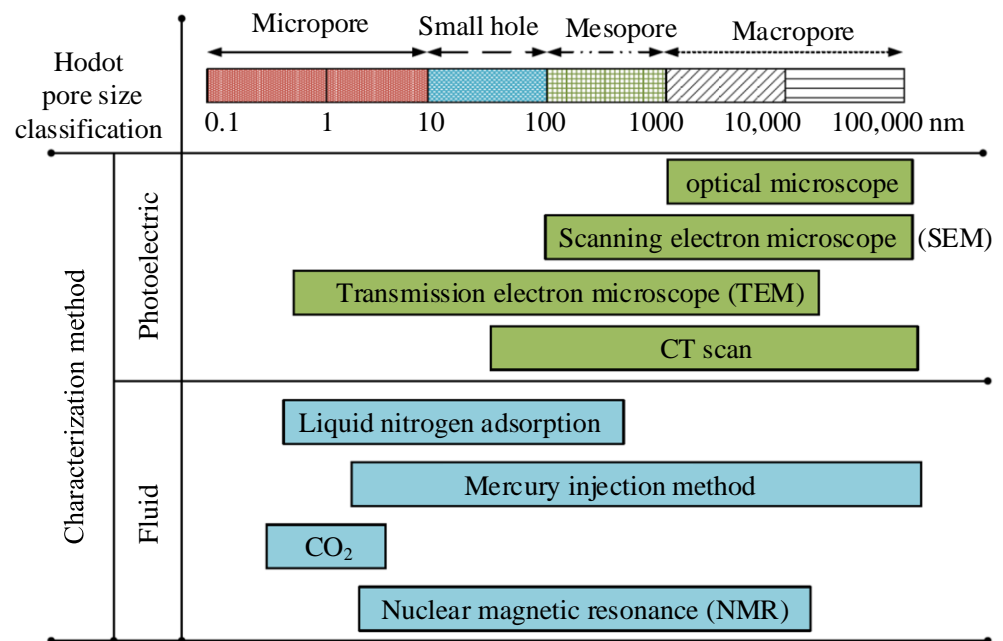 Micropore
Small hole
Mesopore
Macropore
Hodot
pore size
classification
0.1 1 10 100 1000 10,000 100,000 nm
Characterization method
Photoelectric
optical microscope
Scanning electron microscope (SEM)
Transmission electron microscope (TEM)
CT scan
Fluid
Liquid nitrogen adsorption
Mercury injection method
CO₂
Nuclear magnetic resonance (NMR)